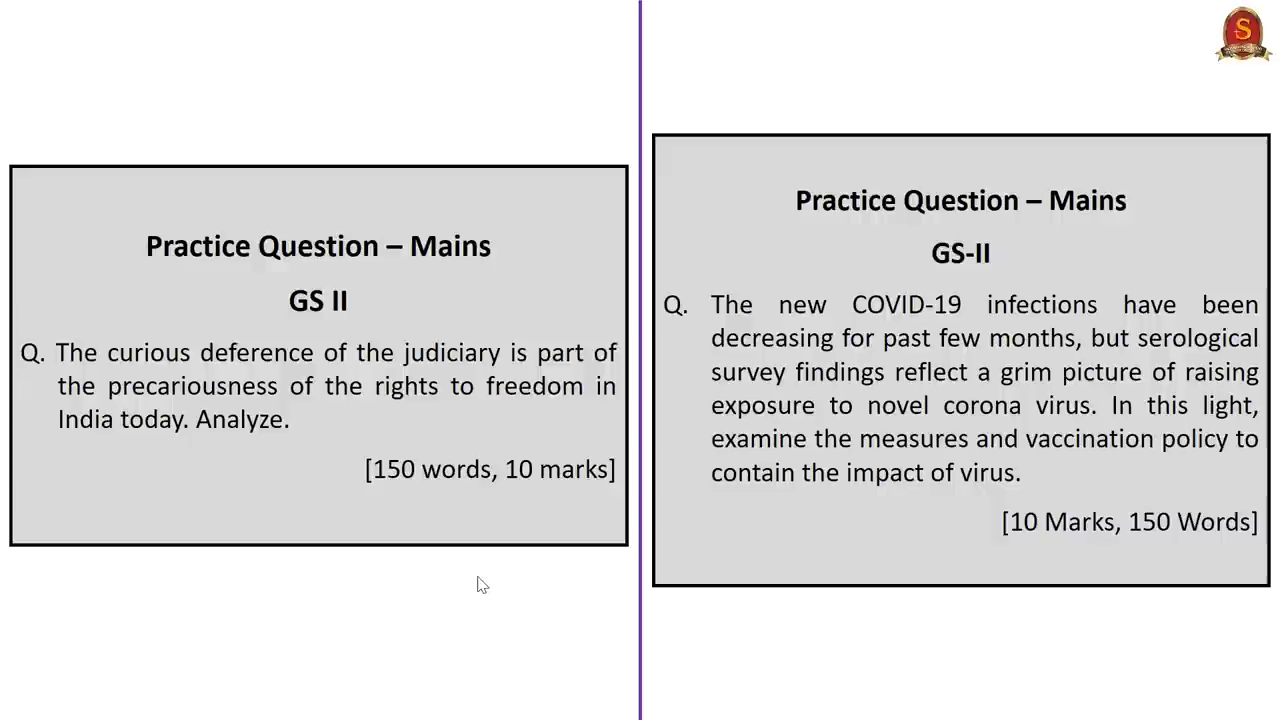 Practice Question – Mains
GS II
Q. The curious deference of the judiciary is part of
the precariousness of the rights to freedom in
India today. Analyze.
[150 words, 10 marks]
Practice Question – Mains
GS-II
Q. The new COVID-19 infections have been
decreasing for past few months, but serological
survey findings reflect a grim picture of raising
exposure to novel corona virus. In this light,
examine the measures and vaccination policy to
contain the impact of virus.
[10 Marks, 150 Words]
S